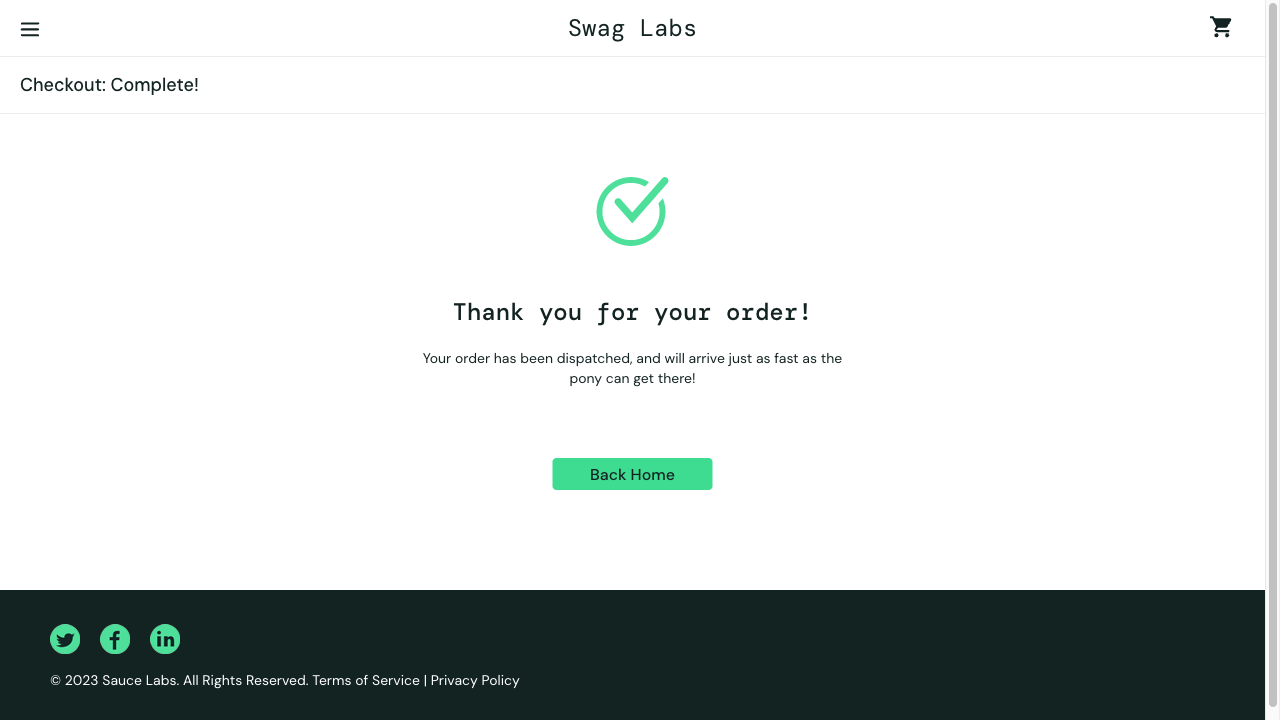 Swag Labs
Checkout: Complete!
Thank you for your order!
Your order has been dispatched, and will arrive just as fast as the
pony can get there!
Back Home
© 2023 Sauce Labs. All Rights Reserved. Terms of Service | Privacy Policy